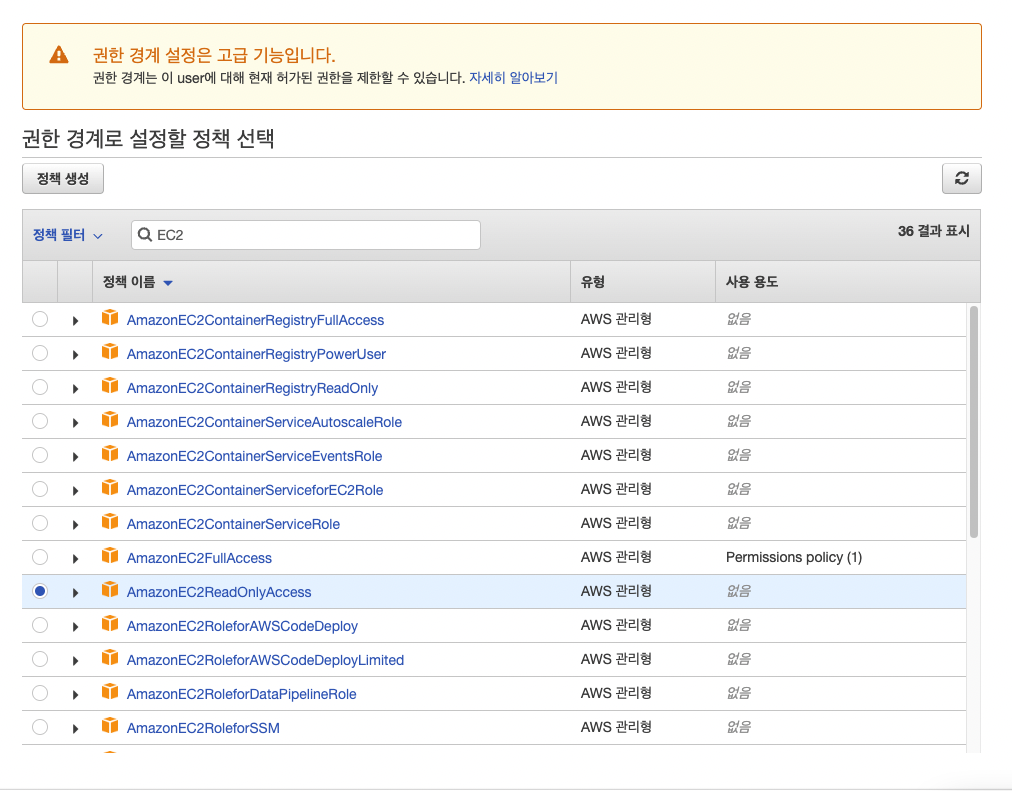 권한 경계 설정은 고급 기능입니다.
권한 경계는 이 user에 대해 현재 허가된 권한을 제한할 수 있습니다. 자세히 알아보기
권한 경계로 설정할 정책 선택
정책 생성
정책 필터 EC2 36 결과 표시
정책 이름 유형 사용 용도
AmazonEC2ContainerRegistryFullAccess AWS 관리형 없음
AmazonEC2ContainerRegistryPowerUser AWS 관리형 없음
AmazonEC2ContainerRegistryReadOnly AWS 관리형 없음
AmazonEC2ContainerServiceAutoscaleRole AWS 관리형 없음
AmazonEC2ContainerServiceEventsRole AWS 관리형 없음
AmazonEC2ContainerServiceforEC2Role AWS 관리형 없음
AmazonEC2ContainerServiceRole AWS 관리형 없음
AmazonEC2FullAccess AWS 관리형 Permissions policy (1)
AmazonEC2ReadOnlyAccess AWS 관리형 없음
AmazonEC2RoleforAWSCodeDeploy AWS 관리형 없음
AmazonEC2RoleforAWSCodeDeployLimited AWS 관리형 없음
AmazonEC2RoleforDataPipelineRole AWS 관리형 없음
AmazonEC2RoleforSSM AWS 관리형 없음